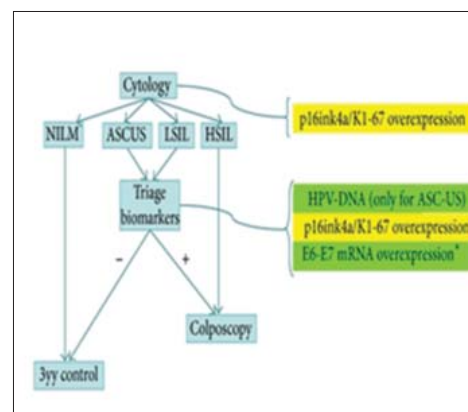 Cytology
p16ink4a/K1-67 overexpression
NILM ASCUS LSIL HSIL
Triage
biomarkers
HPV-DNA (only for ASC-US)
p16ink4a/K1-67 overexpression
E6-E7 mRNA overexpression*
– +
Colposcopy
3yy control